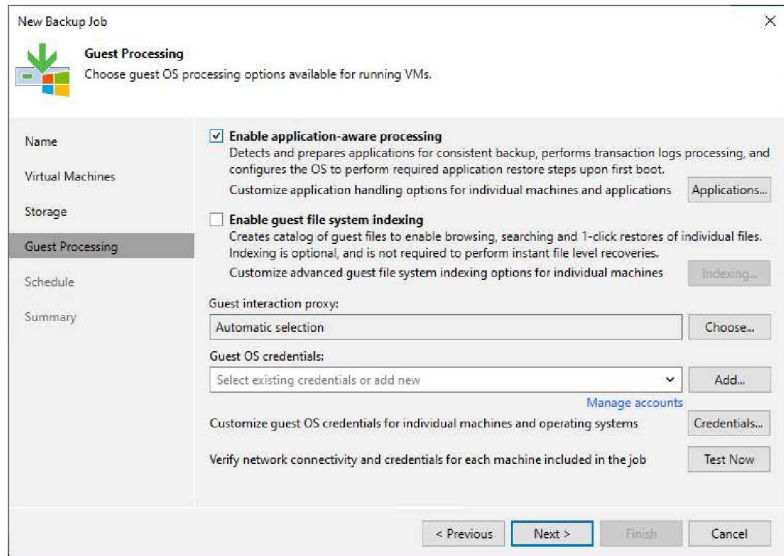 New Backup Job
Guest Processing
Choose guest OS processing options available for running VMs.
Name
Virtual Machines
Storage
Guest Processing
Schedule
Summary
Enable application-aware processing
Detects and prepares applications for consistent backup, performs transaction logs processing, and
configures the OS to perform required application restore steps upon first boot.
Customize application handling options for individual machines and applications
Applications...
Enable guest file system indexing
Creates catalog of guest files to enable browsing, searching and 1-click restores of individual files.
Indexing is optional, and is not required to perform instant file level recoveries.
Customize advanced guest file system indexing options for individual machines
Indexing...
Guest interaction proxy:
Automatic selection
Choose...
Guest OS credentials:
Select existing credentials or add new
Add...
Manage accounts
Customize guest OS credentials for individual machines and operating systems
Credentials...
Verify network connectivity and credentials for each machine included in the job
Test Now
< Previous
Next >
Finish
Cancel